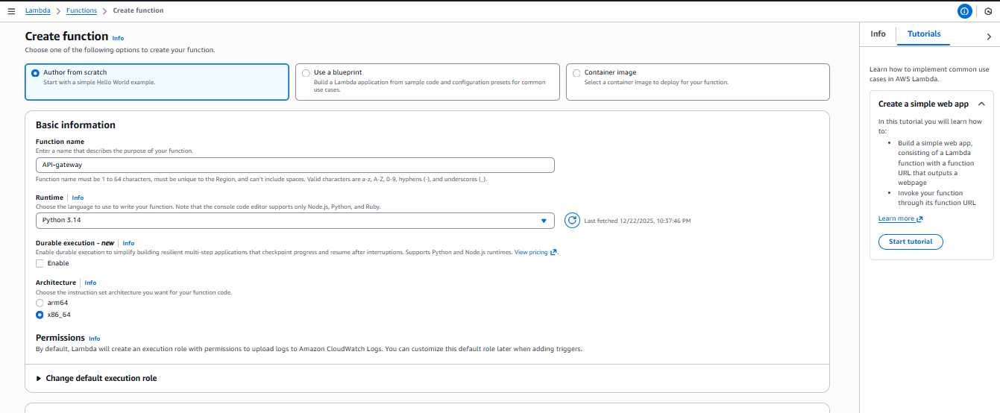 Lambda > Functions > Create function
Create function Info
Choose one of the following options to create your function.
Author from scratch
Start with a simple Hello World example.
Use a blueprint
Build a Lambda application from sample code and configuration presets for common
use cases.
Container image
Select a container image to deploy for your function.
Basic information
Function name
Enter a name that describes the purpose of your function.
API-gateway
Function name must be 1 to 64 characters, must be unique to the Region, and can't include spaces. Valid characters are a-z, A-Z, 0-9, hyphens (-), and underscores (_).
Runtime Info
Choose the language to use to write your function. Note that the console code editor supports only Node.js, Python, and Ruby.
Python 3.14
Last fetched 12/22/2025, 10:37:46 PM
Durable execution - new Info
Enable durable execution to simplify building resilient multi-step applications that checkpoint progress and resume after interruptions. Supports Python and Node.js runtimes. View pricing.
Enable
Architecture Info
Choose the instruction set architecture you want for your function code.
arm64
x86_64
Permissions Info
By default, Lambda will create an execution role with permissions to upload logs to Amazon CloudWatch Logs. You can customize this default role later when adding triggers.
Change default execution role
Info Tutorials
Learn how to implement common use
cases in AWS Lambda.
Create a simple web app
In this tutorial you will learn how
to:
• Build a simple web app,
consisting of a Lambda
function with a function
URL that outputs a
webpage
• Invoke your function
through its function URL
Learn more
Start tutorial